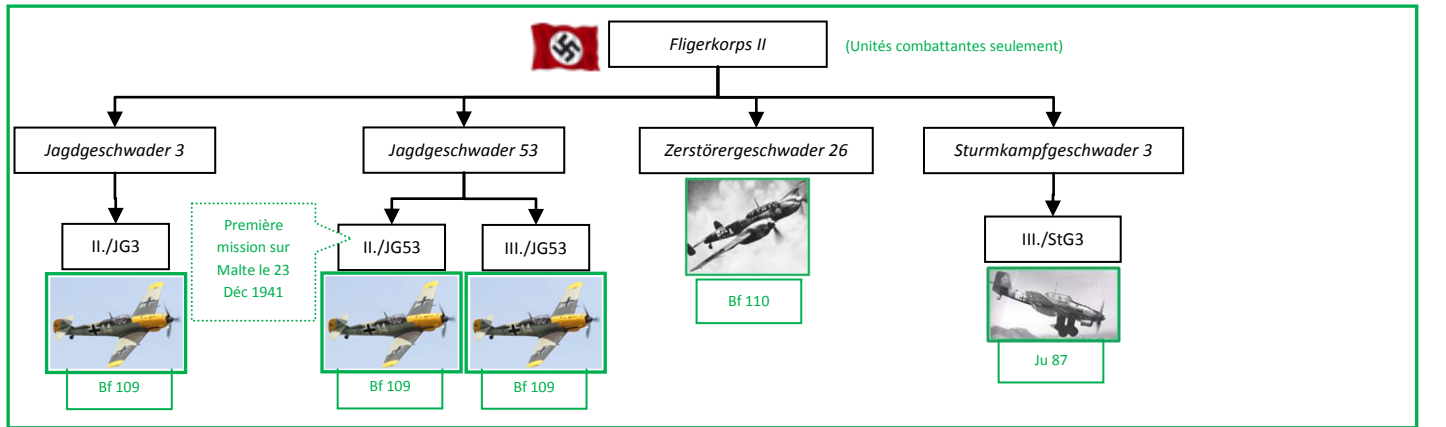 Fligerkorps II
(Unités combattantes seulement)
Jagdgeschwader 3
Jagdgeschwader 53
Zerstörergeschwader 26
Sturmkampfgeschwader 3
Première
mission sur
Malte le 23
Déc 1941
II./JG3
II./JG53
III./JG53
III./StG3
Bf 109
Bf 109
Bf 109
Bf 110
Ju 87